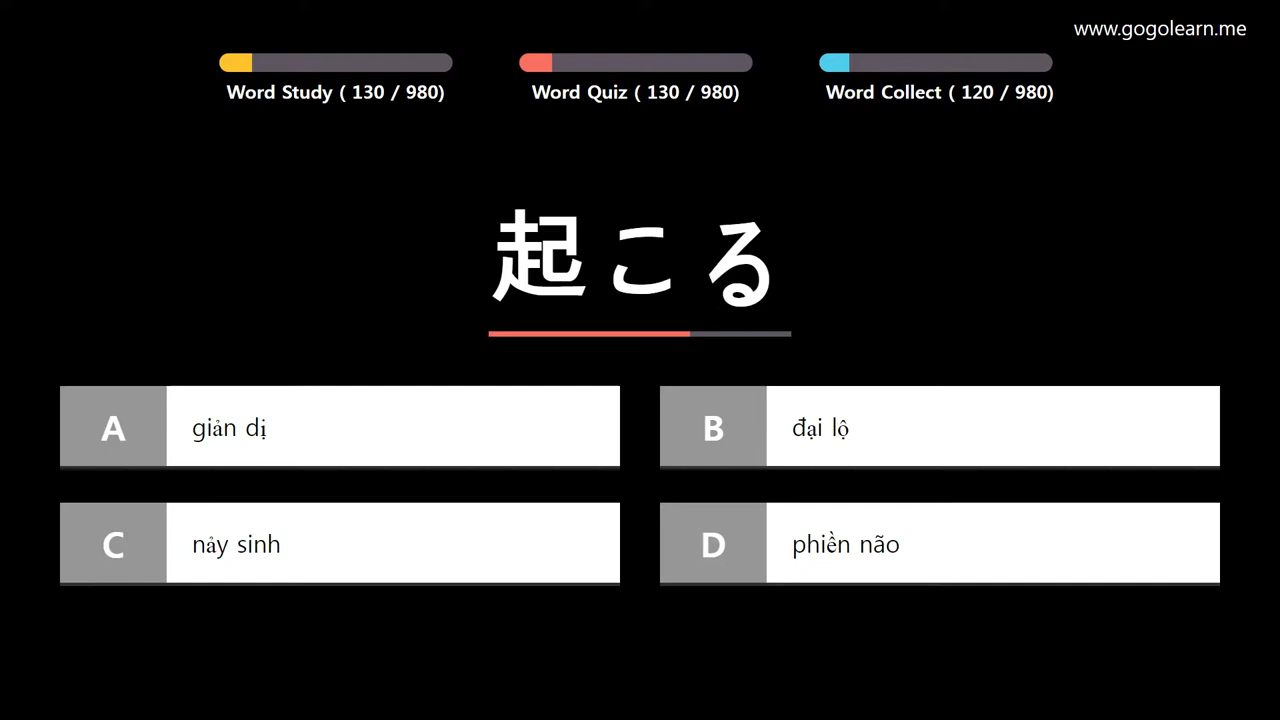 www.gogolearn.me
Word Study ( 130 / 980)
Word Quiz ( 130 / 980)
Word Collect ( 120 / 980)
起こる
A
giản dị
B
đại lộ
C
nảy sinh
D
phiền não